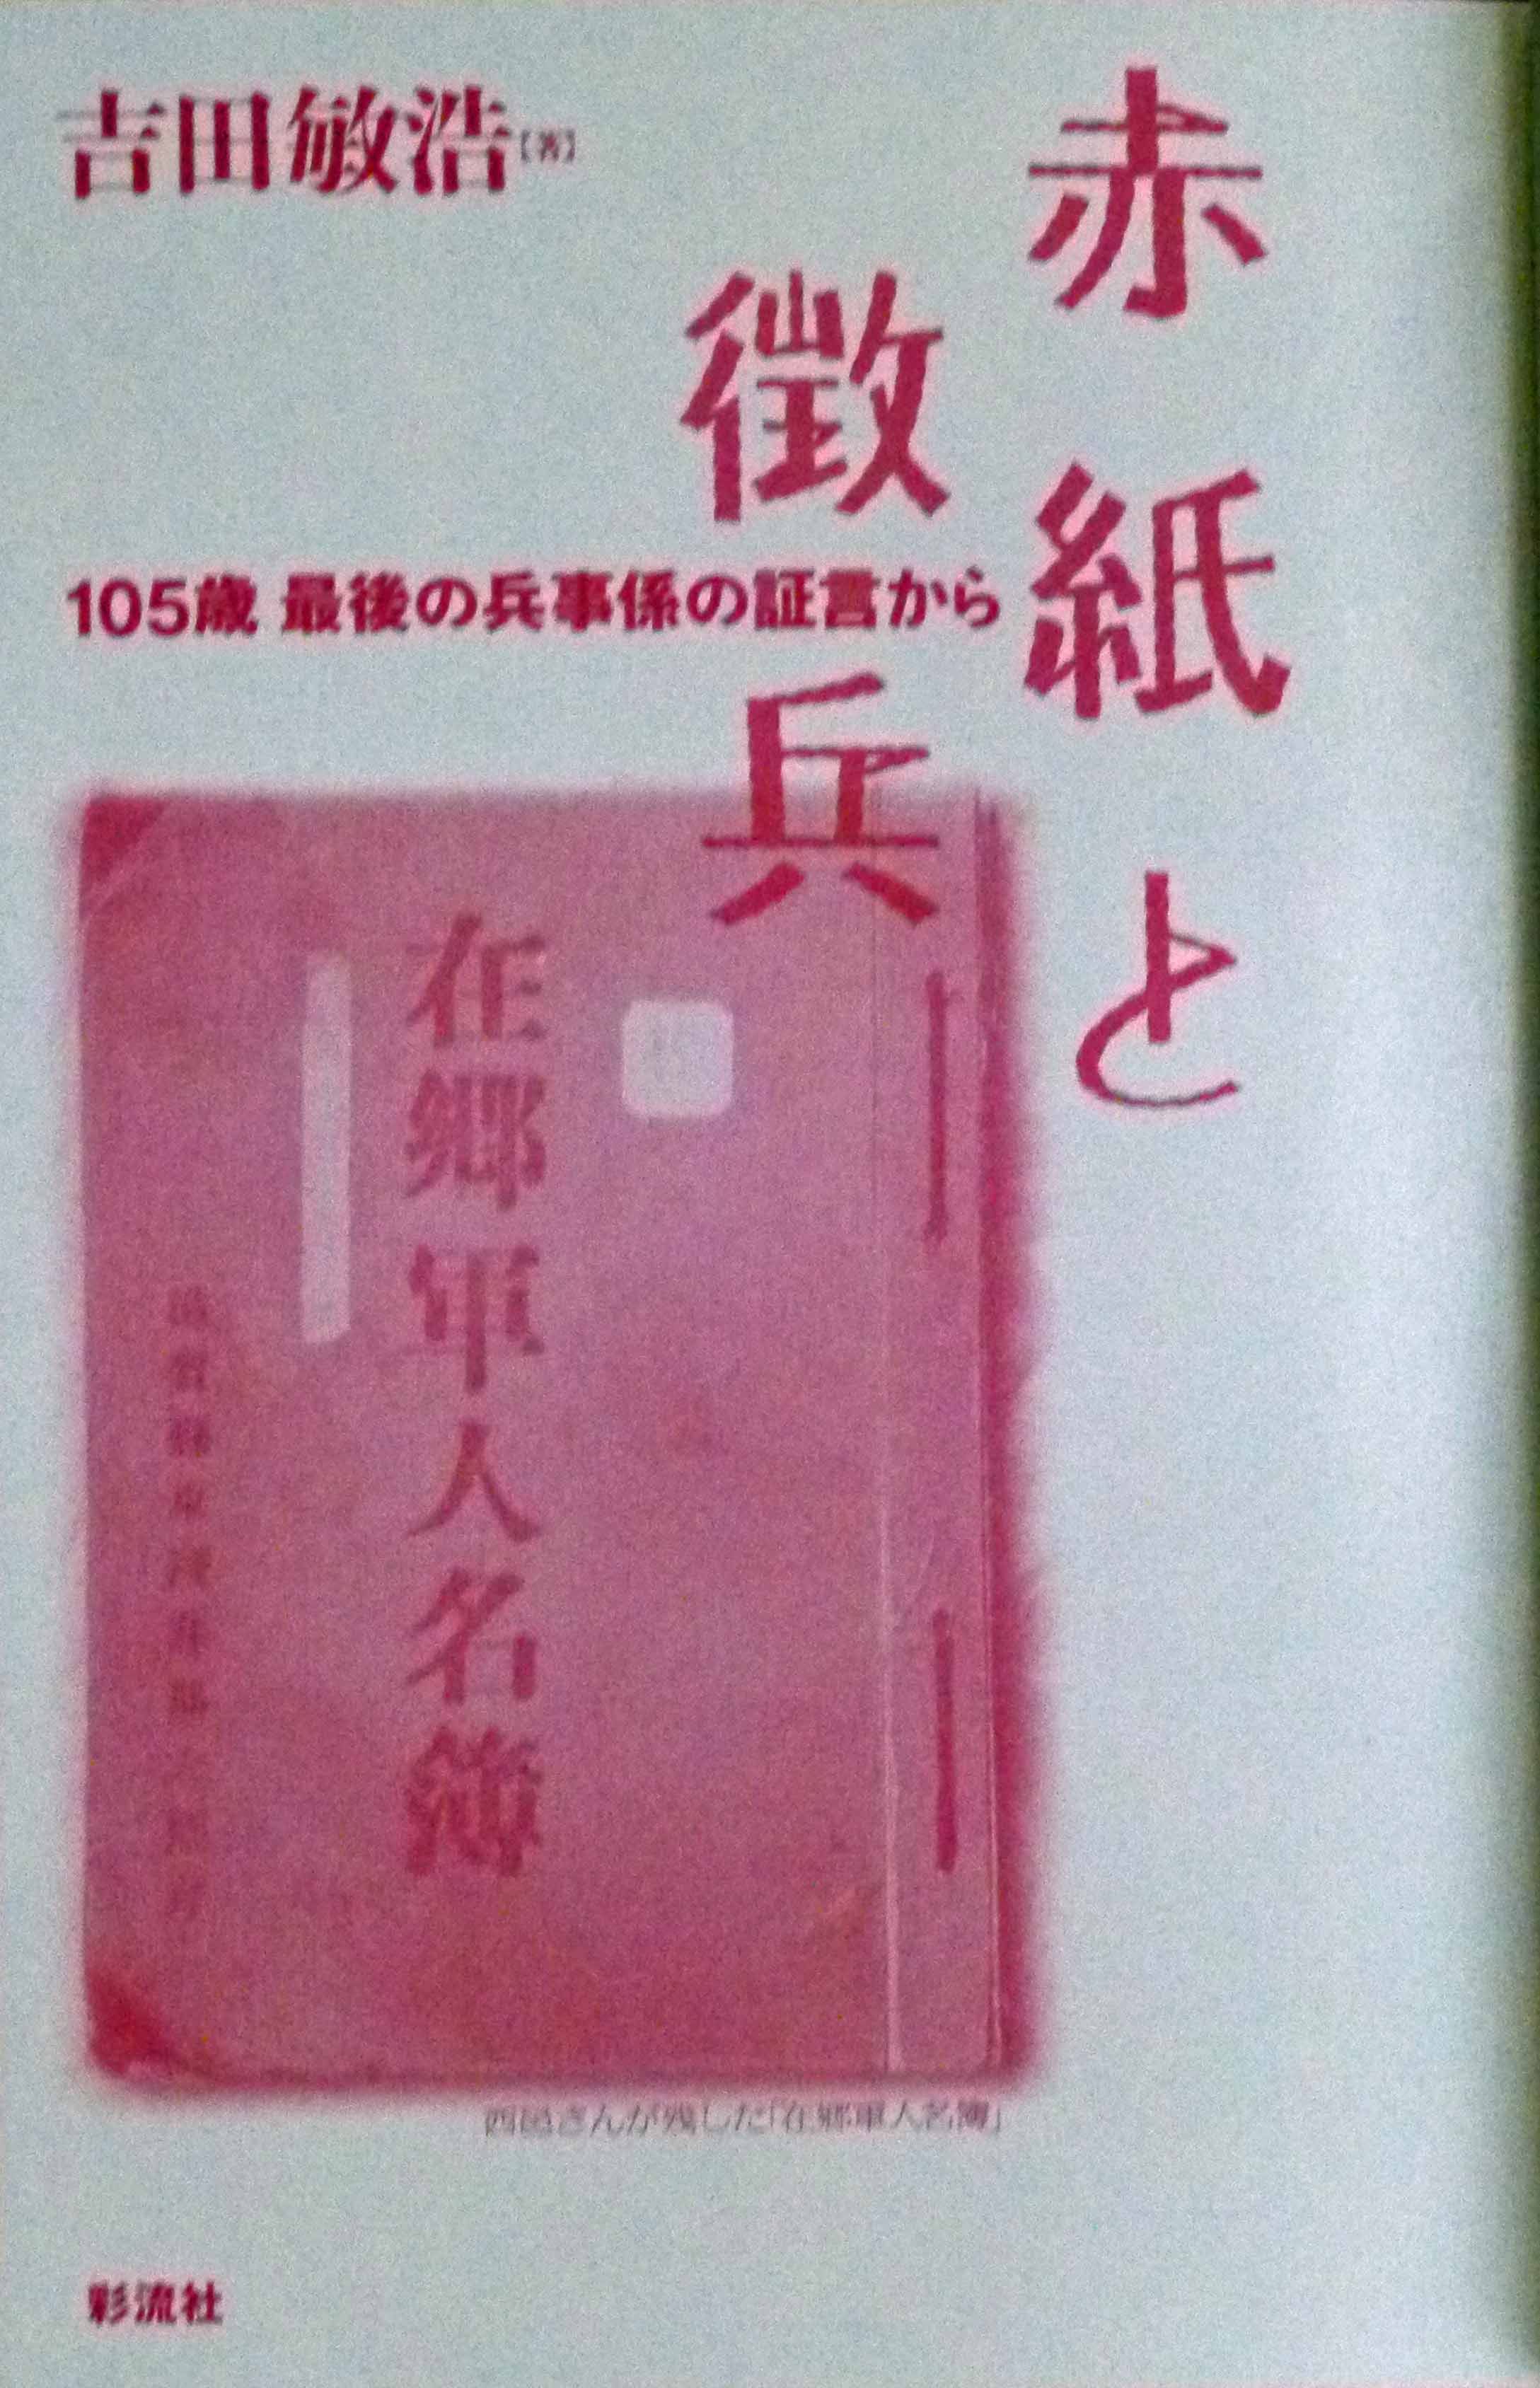 赤紙と
徴兵
105歳 最後の兵事係の証言から
吉田敏浩[著]
在郷軍人名簿
西邑さんが残した「在郷軍人名簿」
彩流社